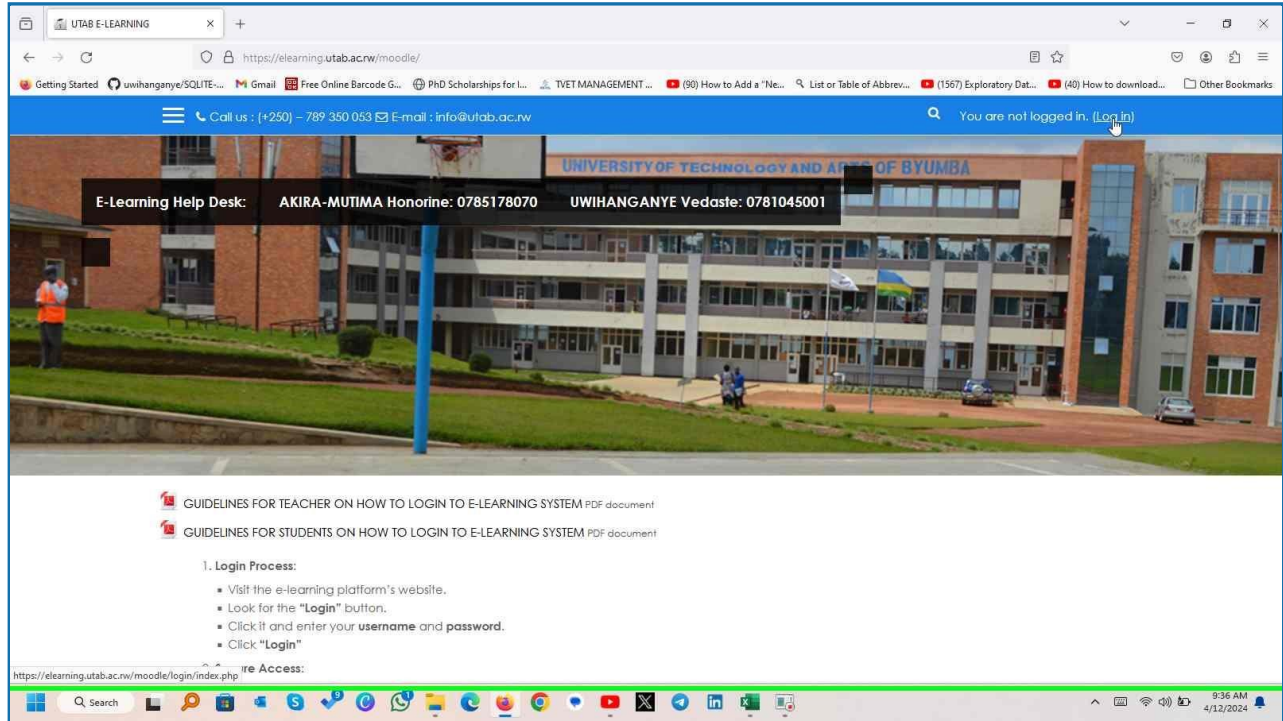 UTAB E-LEARNING
https://elearning.utab.ac.rw/moodle/
Getting Started uwihanganye/SQLITE-... Gmail Free Online Barcode G... PhD Scholarships for I... TVET MANAGEMENT ... (90) How to Add a "Ne... List or Table of Abbrev... (1567) Exploratory Dat... (40) How to download... Other Bookmarks
Call us : (+250) – 789 350 053 E-mail : info@utab.ac.rw You are not logged in. (Log in)
UNIVERSITY OF TECHNOLOGY AND ARTS OF BYUMBA
E-Learning Help Desk: AKIRA-MUTIMA Honorine: 0785178070 UWIHANGANYE Vedaste: 0781045001
GUIDELINES FOR TEACHER ON HOW TO LOGIN TO E-LEARNING SYSTEM PDF document
GUIDELINES FOR STUDENTS ON HOW TO LOGIN TO E-LEARNING SYSTEM PDF document
1. Login Process:
Visit the e-learning platform's website.
Look for the "Login" button.
Click it and enter your username and password.
Click "Login"
Access:
https://elearning.utab.ac.rw/moodle/login/index.php
Search 9 9 9:36 AM
4/12/2024